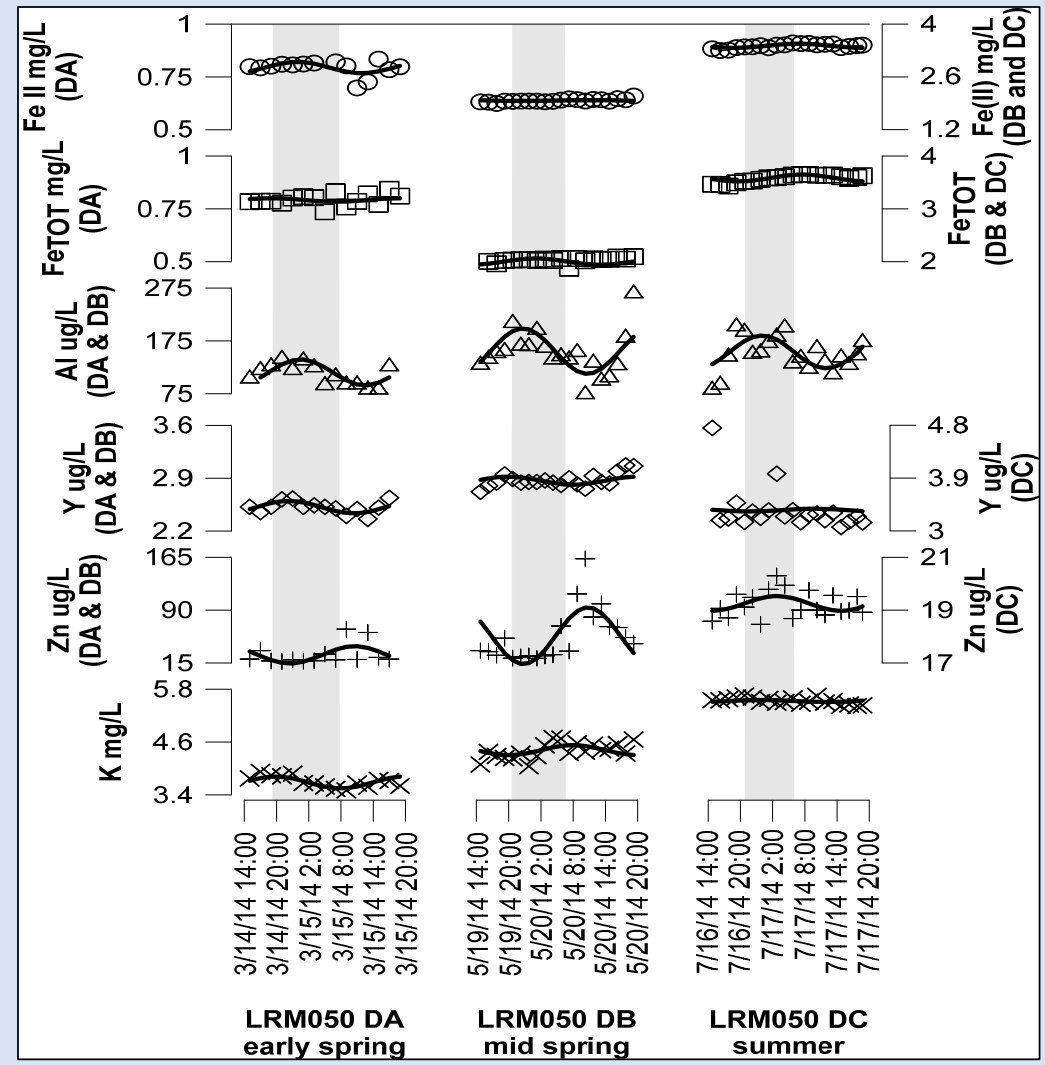 Fe II mg/L
(DA)
1
0.75
0.5
4
2.6
1.2
Fe(II) mg/L
(DB and DC)
FeTOT mg/L
(DA)
1
0.75
0.5
4
3
2
FeTOT
(DB & DC)
Al ug/L
(DA & DB)
275
175
75
Y ug/L
(DA & DB)
3.6
2.9
2.2
4.8
3.9
3
Y ug/L
(DC)
Zn ug/L
(DA & DB)
165
90
15
21
19
17
Zn ug/L
(DC)
K mg/L
5.8
4.6
3.4
3/14/14 14:00
3/14/14 20:00
3/15/14 2:00
3/15/14 8:00
3/15/14 14:00
3/15/14 20:00
5/19/14 14:00
5/19/14 20:00
5/20/14 2:00
5/20/14 8:00
5/20/14 14:00
5/20/14 20:00
7/16/14 14:00
7/16/14 20:00
7/17/14 2:00
7/17/14 8:00
7/17/14 14:00
7/17/14 20:00
LRM050 DA
early spring
LRM050 DB
mid spring
LRM050 DC
summer